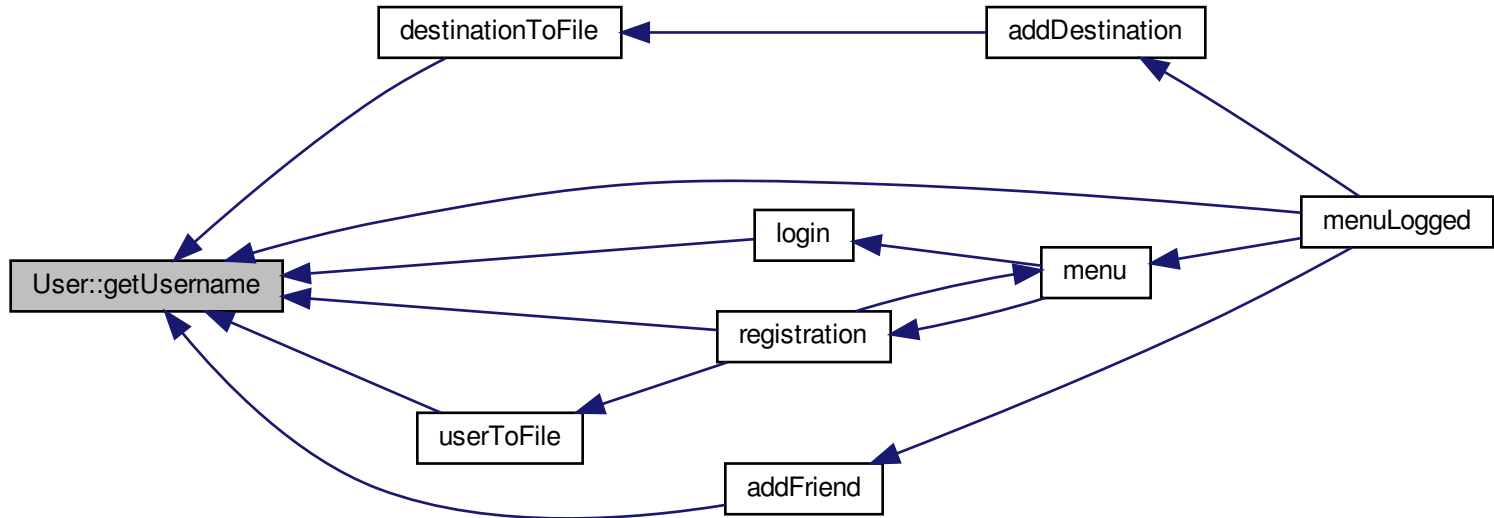 destinationToFile
addDestination
menuLogged
login
User::getUsername
menu
registration
userToFile
addFriend